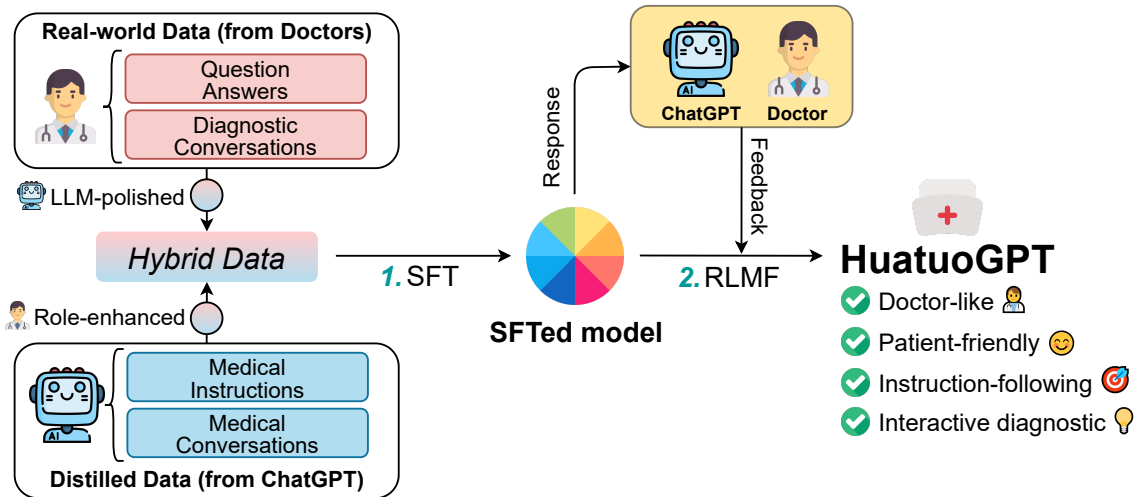 Real-world Data (from Doctors)
Question
Answers
Diagnostic
Conversations
LLM-polished
Hybrid Data
Role-enhanced
AI
Medical
Instructions
Medical
Conversations
Distilled Data (from ChatGPT)
1. SFT
SFTed model
Response
AI
ChatGPT
Doctor
Feedback
2. RLMF
HuatuoGPT
Doctor-like
Patient-friendly
Instruction-following
Interactive diagnostic